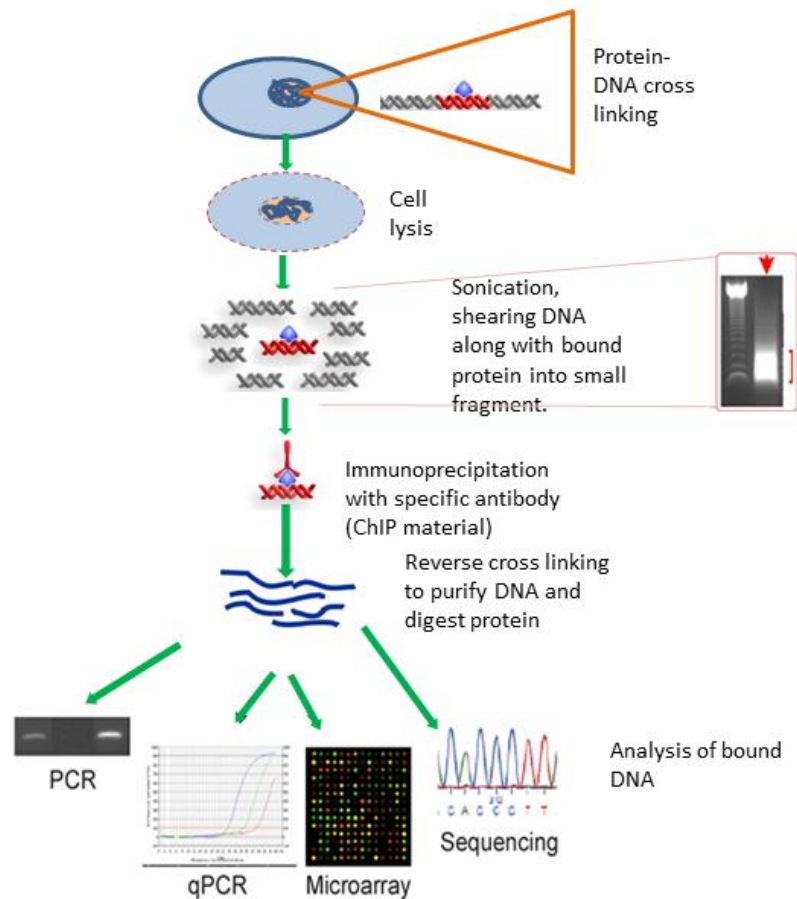 Protein-
DNA cross
linking
Cell
lysis
Sonication,
shearing DNA
along with bound
protein into small
fragment.
Immunoprecipitation
with specific antibody
(ChIP material)
Reverse cross linking
to purify DNA and
digest protein
Analysis of bound
DNA
PCR
qPCR
Microarray
C A G C C T T
Sequencing